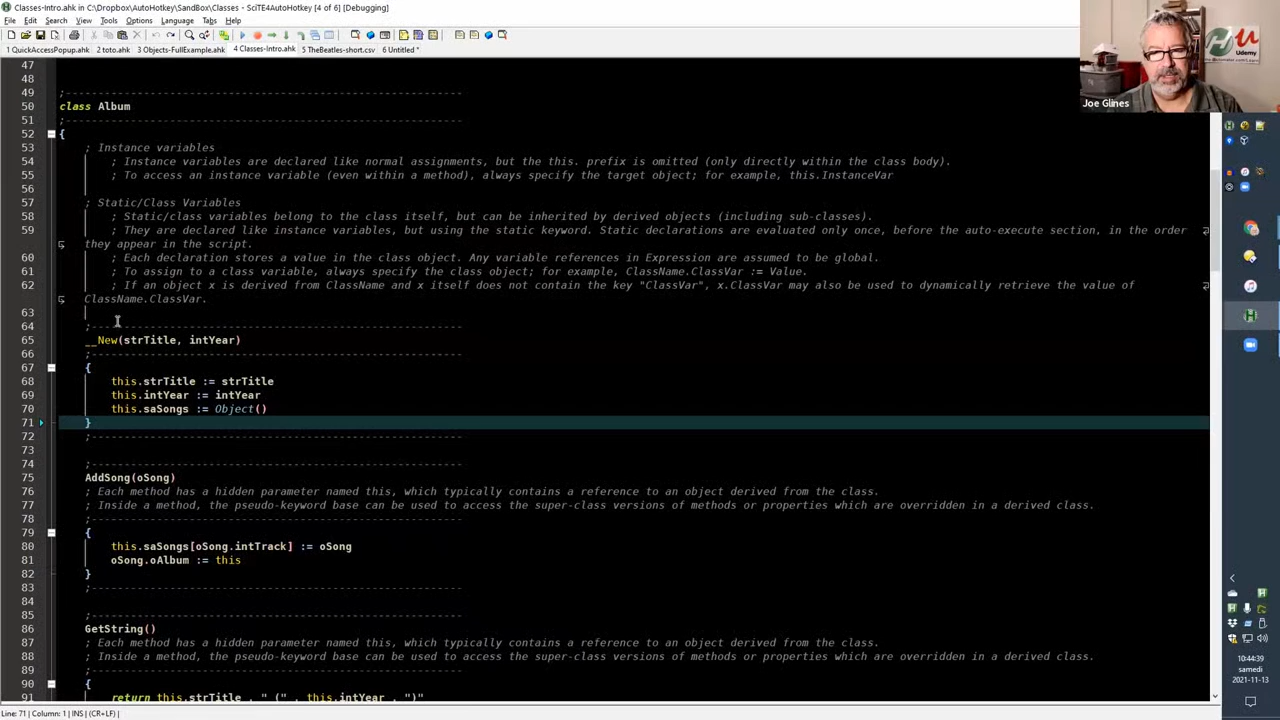 Classes-Intro.ahk in C:\Dropbox\AutoHotkey\SandBox\Classes - SciTE4AutoHotkey [4 of 6] [Debugging]
File Edit Search View Tools Options Language Tabs Help
1 QuickAccessPopup.ahk 2 toto.ahk 3 Objects-FullExample.ahk 4 Classes-Intro.ahk 5 TheBeatles-short.csv 6 Untitled *
47
48
49 ;----------------------------------------------------------
50 class Album
51 ;----------------------------------------------------------
52 {
53 ; Instance variables
54 ; Instance variables are declared like normal assignments, but the this. prefix is omitted (only directly within the class body).
55 ; To access an instance variable (even within a method), always specify the target object; for example, this.InstanceVar
56
57 ; Static/Class Variables
58 ; Static/class variables belong to the class itself, but can be inherited by derived objects (including sub-classes).
59 ; They are declared like instance variables, but using the static keyword. Static declarations are evaluated only once, before the auto-execute section, in the order
they appear in the script.
60 ; Each declaration stores a value in the class object. Any variable references in Expression are assumed to be global.
61 ; To assign to a class variable, always specify the class object; for example, ClassName.ClassVar := Value.
62 ; If an object x is derived from ClassName and x itself does not contain the key "ClassVar", x.ClassVar may also be used to dynamically retrieve the value of
ClassName.ClassVar.
63
64 ;----------------------------------------------------------
65 __New(strTitle, intYear)
66 ;----------------------------------------------------------
67 {
68 this.strTitle := strTitle
69 this.intYear := intYear
70 this.saSongs := Object()
71 }
72 ;----------------------------------------------------------
73
74 ;----------------------------------------------------------
75 AddSong(oSong)
76 ; Each method has a hidden parameter named this, which typically contains a reference to an object derived from the class.
77 ; Inside a method, the pseudo-keyword base can be used to access the super-class versions of methods or properties which are overridden in a derived class.
78 ;----------------------------------------------------------
79 {
80 this.saSongs[oSong.intTrack] := oSong
81 oSong.oAlbum := this
82 }
83 ;----------------------------------------------------------
84
85 ;----------------------------------------------------------
86 GetString()
87 ; Each method has a hidden parameter named this, which typically contains a reference to an object derived from the class.
88 ; Inside a method, the pseudo-keyword base can be used to access the super-class versions of methods or properties which are overridden in a derived class.
89 ;----------------------------------------------------------
90 {
91 return this.strTitle . " (" . this.intYear . ")"
Line: 71 | Column: 1 | INS | (CR+LF) |
Joe Glines
Udemy
10:44:39
samedi
2021-11-13